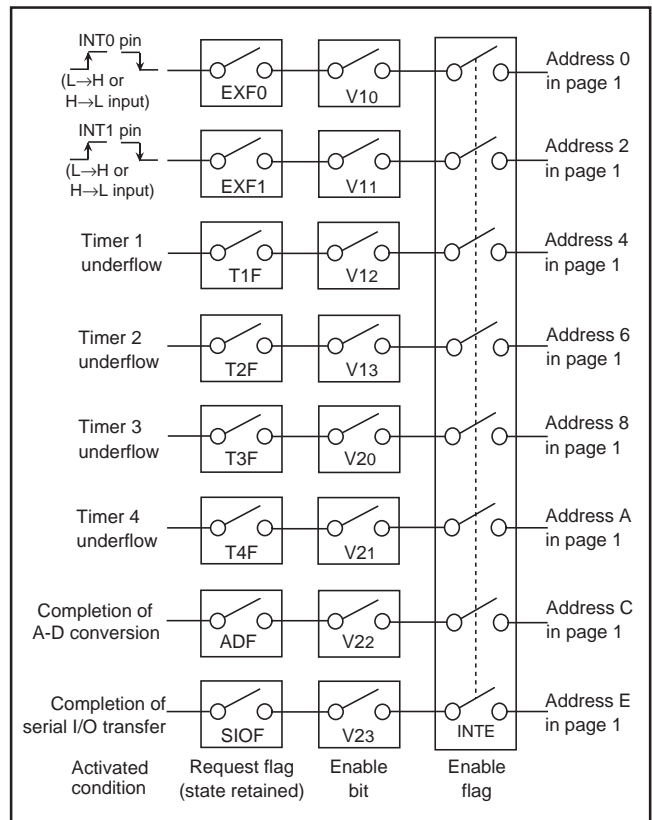 INT0 pin
(L→H or
H→L input)
EXF0
V10
Address 0
in page 1
INT1 pin
(L→H or
H→L input)
EXF1
V11
Address 2
in page 1
Timer 1
underflow
T1F
V12
Address 4
in page 1
Timer 2
underflow
T2F
V13
Address 6
in page 1
Timer 3
underflow
T3F
V20
Address 8
in page 1
Timer 4
underflow
T4F
V21
Address A
in page 1
Completion of
A-D conversion
ADF
V22
Address C
in page 1
Completion of
serial I/O transfer
SIOF
V23
INTE
Address E
in page 1
Activated
condition
Request flag
(state retained)
Enable
bit
Enable
flag